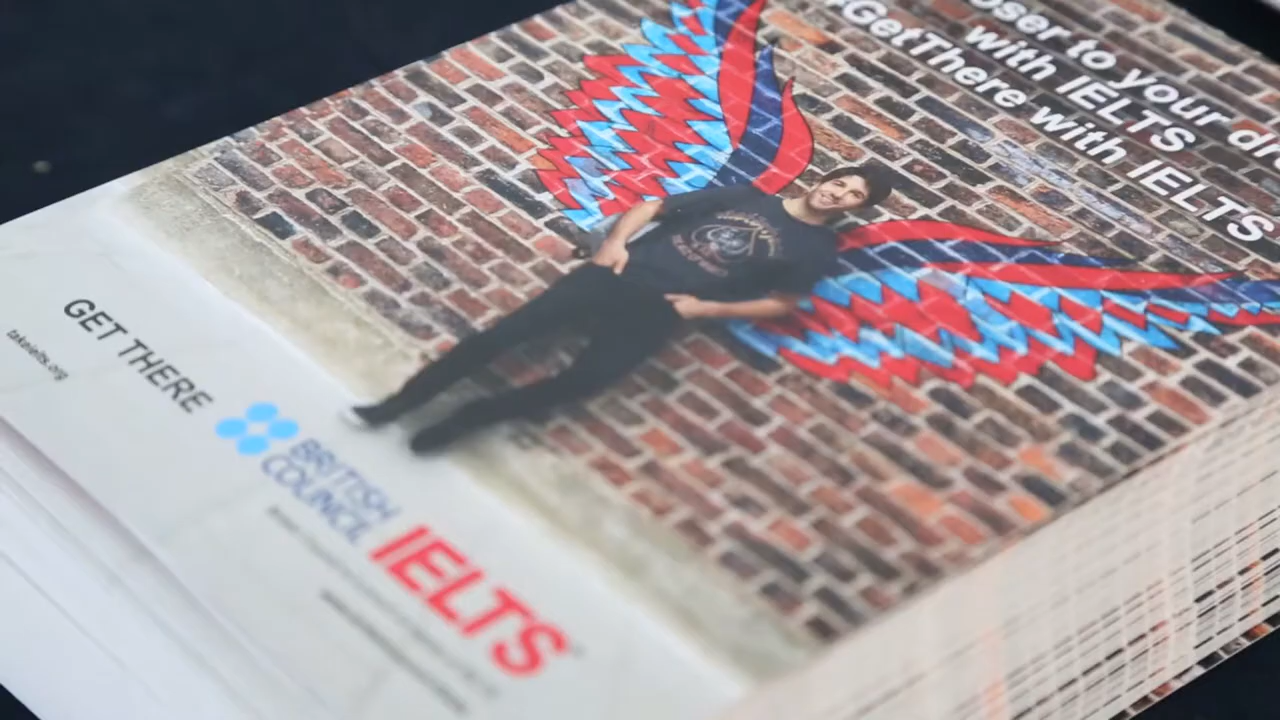 oser to your dr
with IELTS
#GetThere with IELTS
GET THERE
takeielts.org
BRITISH
COUNCIL
IELTS